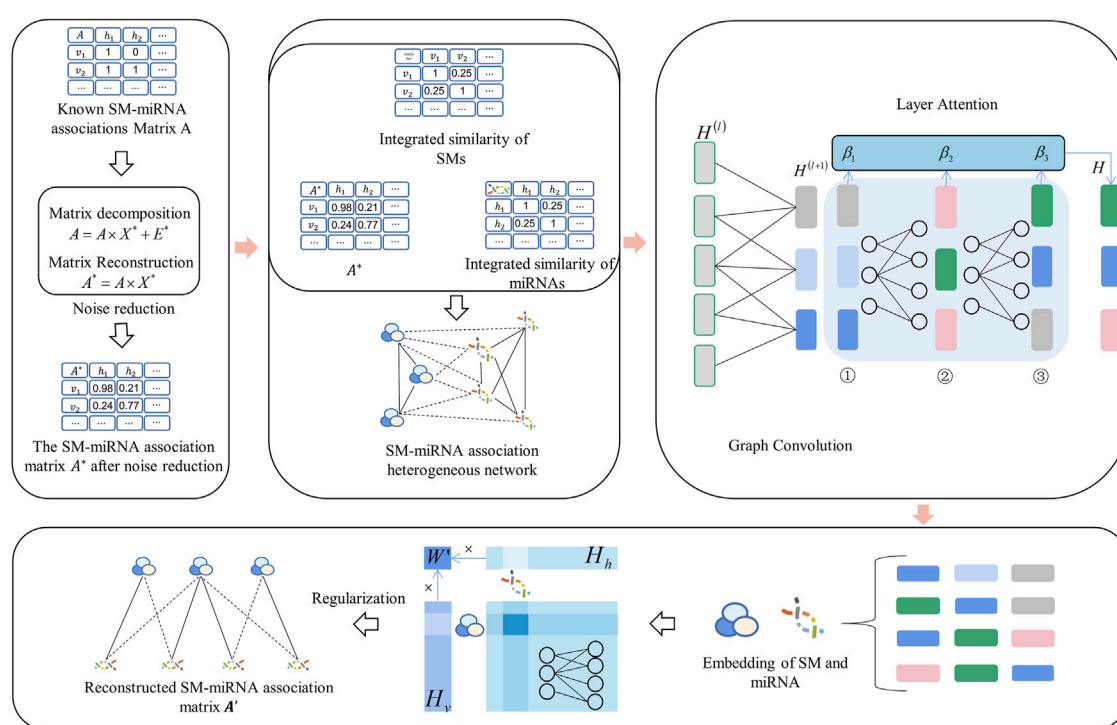 A h₁ h₂ ...
v₁ 1 0 ...
v₂ 1 1 ...
... ... ... ...
Known SM-miRNA
associations Matrix A
Matrix decomposition
A = A × X* + E*
Matrix Reconstruction
A* = A × X*
Noise reduction
A* h₁ h₂ ...
v₁ 0.98 0.21 ...
v₂ 0.24 0.77 ...
... ... ... ...
The SM-miRNA association
matrix A* after noise reduction
v₁ v₂ ...
v₁ 1 0.25 ...
v₂ 0.25 1 ...
... ... ... ...
Integrated similarity of
SMs
A* h₁ h₂ ...
v₁ 0.98 0.21 ...
v₂ 0.24 0.77 ...
... ... ... ...
A*
h₁ h₂ ...
h₁ 1 0.25 ...
h₂ 0.25 1 ...
... ... ... ...
Integrated similarity of
miRNAs
SM-miRNA association
heterogeneous network
Layer Attention
H^(l)
H^(l+1)
β₁ β₂ β₃
H
① ② ③
Graph Convolution
Embedding of SM and
miRNA
W' × H_h
×
H_v
Regularization
Reconstructed SM-miRNA association
matrix A'